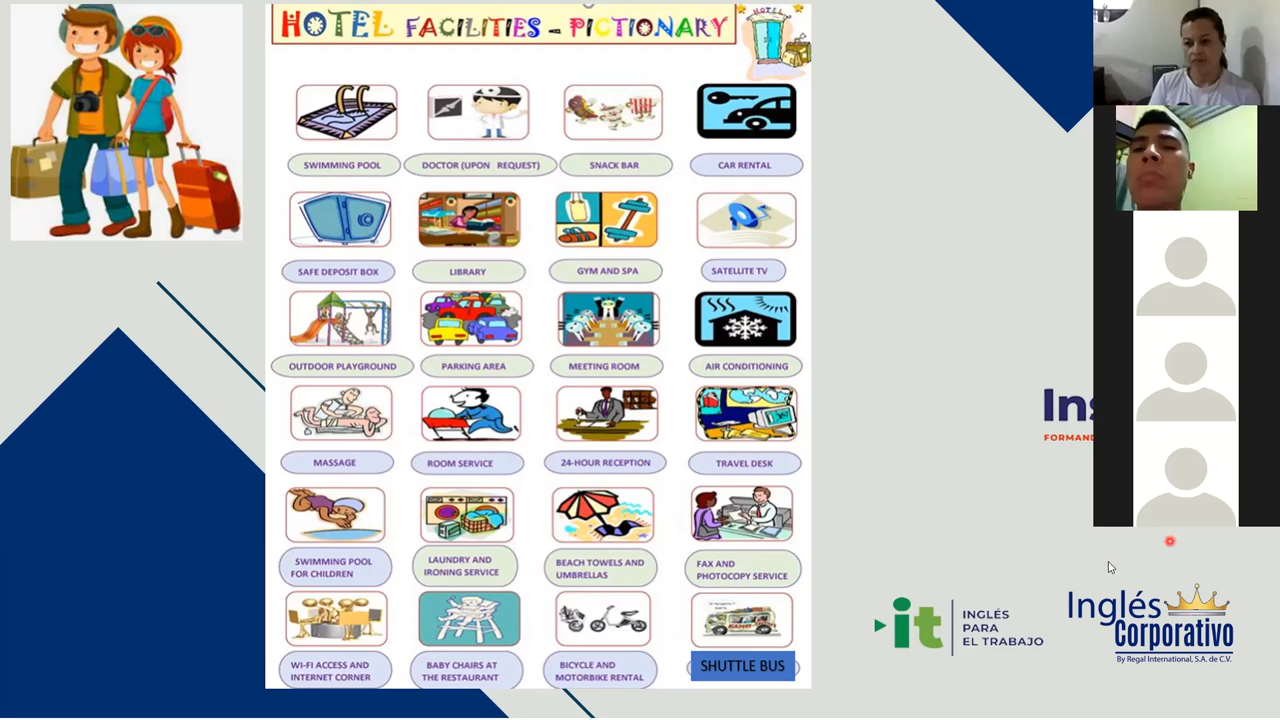 HOTEL FACILITIES - PICTIONARY
HOTEL
SWIMMING POOL
DOCTOR (UPON REQUEST)
SNACK BAR
CAR RENTAL
SAFE DEPOSIT BOX
LIBRARY
GYM AND SPA
SATELLITE TV
OUTDOOR PLAYGROUND
PARKING AREA
MEETING ROOM
AIR CONDITIONING
MASSAGE
ROOM SERVICE
24-HOUR RECEPTION
TRAVEL DESK
SWIMMING POOL
FOR CHILDREN
LAUNDRY AND
IRONING SERVICE
BEACH TOWELS AND
UMBRELLAS
FAX AND
PHOTOCOPY SERVICE
WI-FI ACCESS AND
INTERNET CORNER
BABY CHAIRS AT
THE RESTAURANT
BICYCLE AND
MOTORBIKE RENTAL
SHUTTLE BUS
FORMAND
it
INGLÉS
PARA
EL TRABAJO
Inglés
Corporativo
By Regal International, S.A. de C.V.